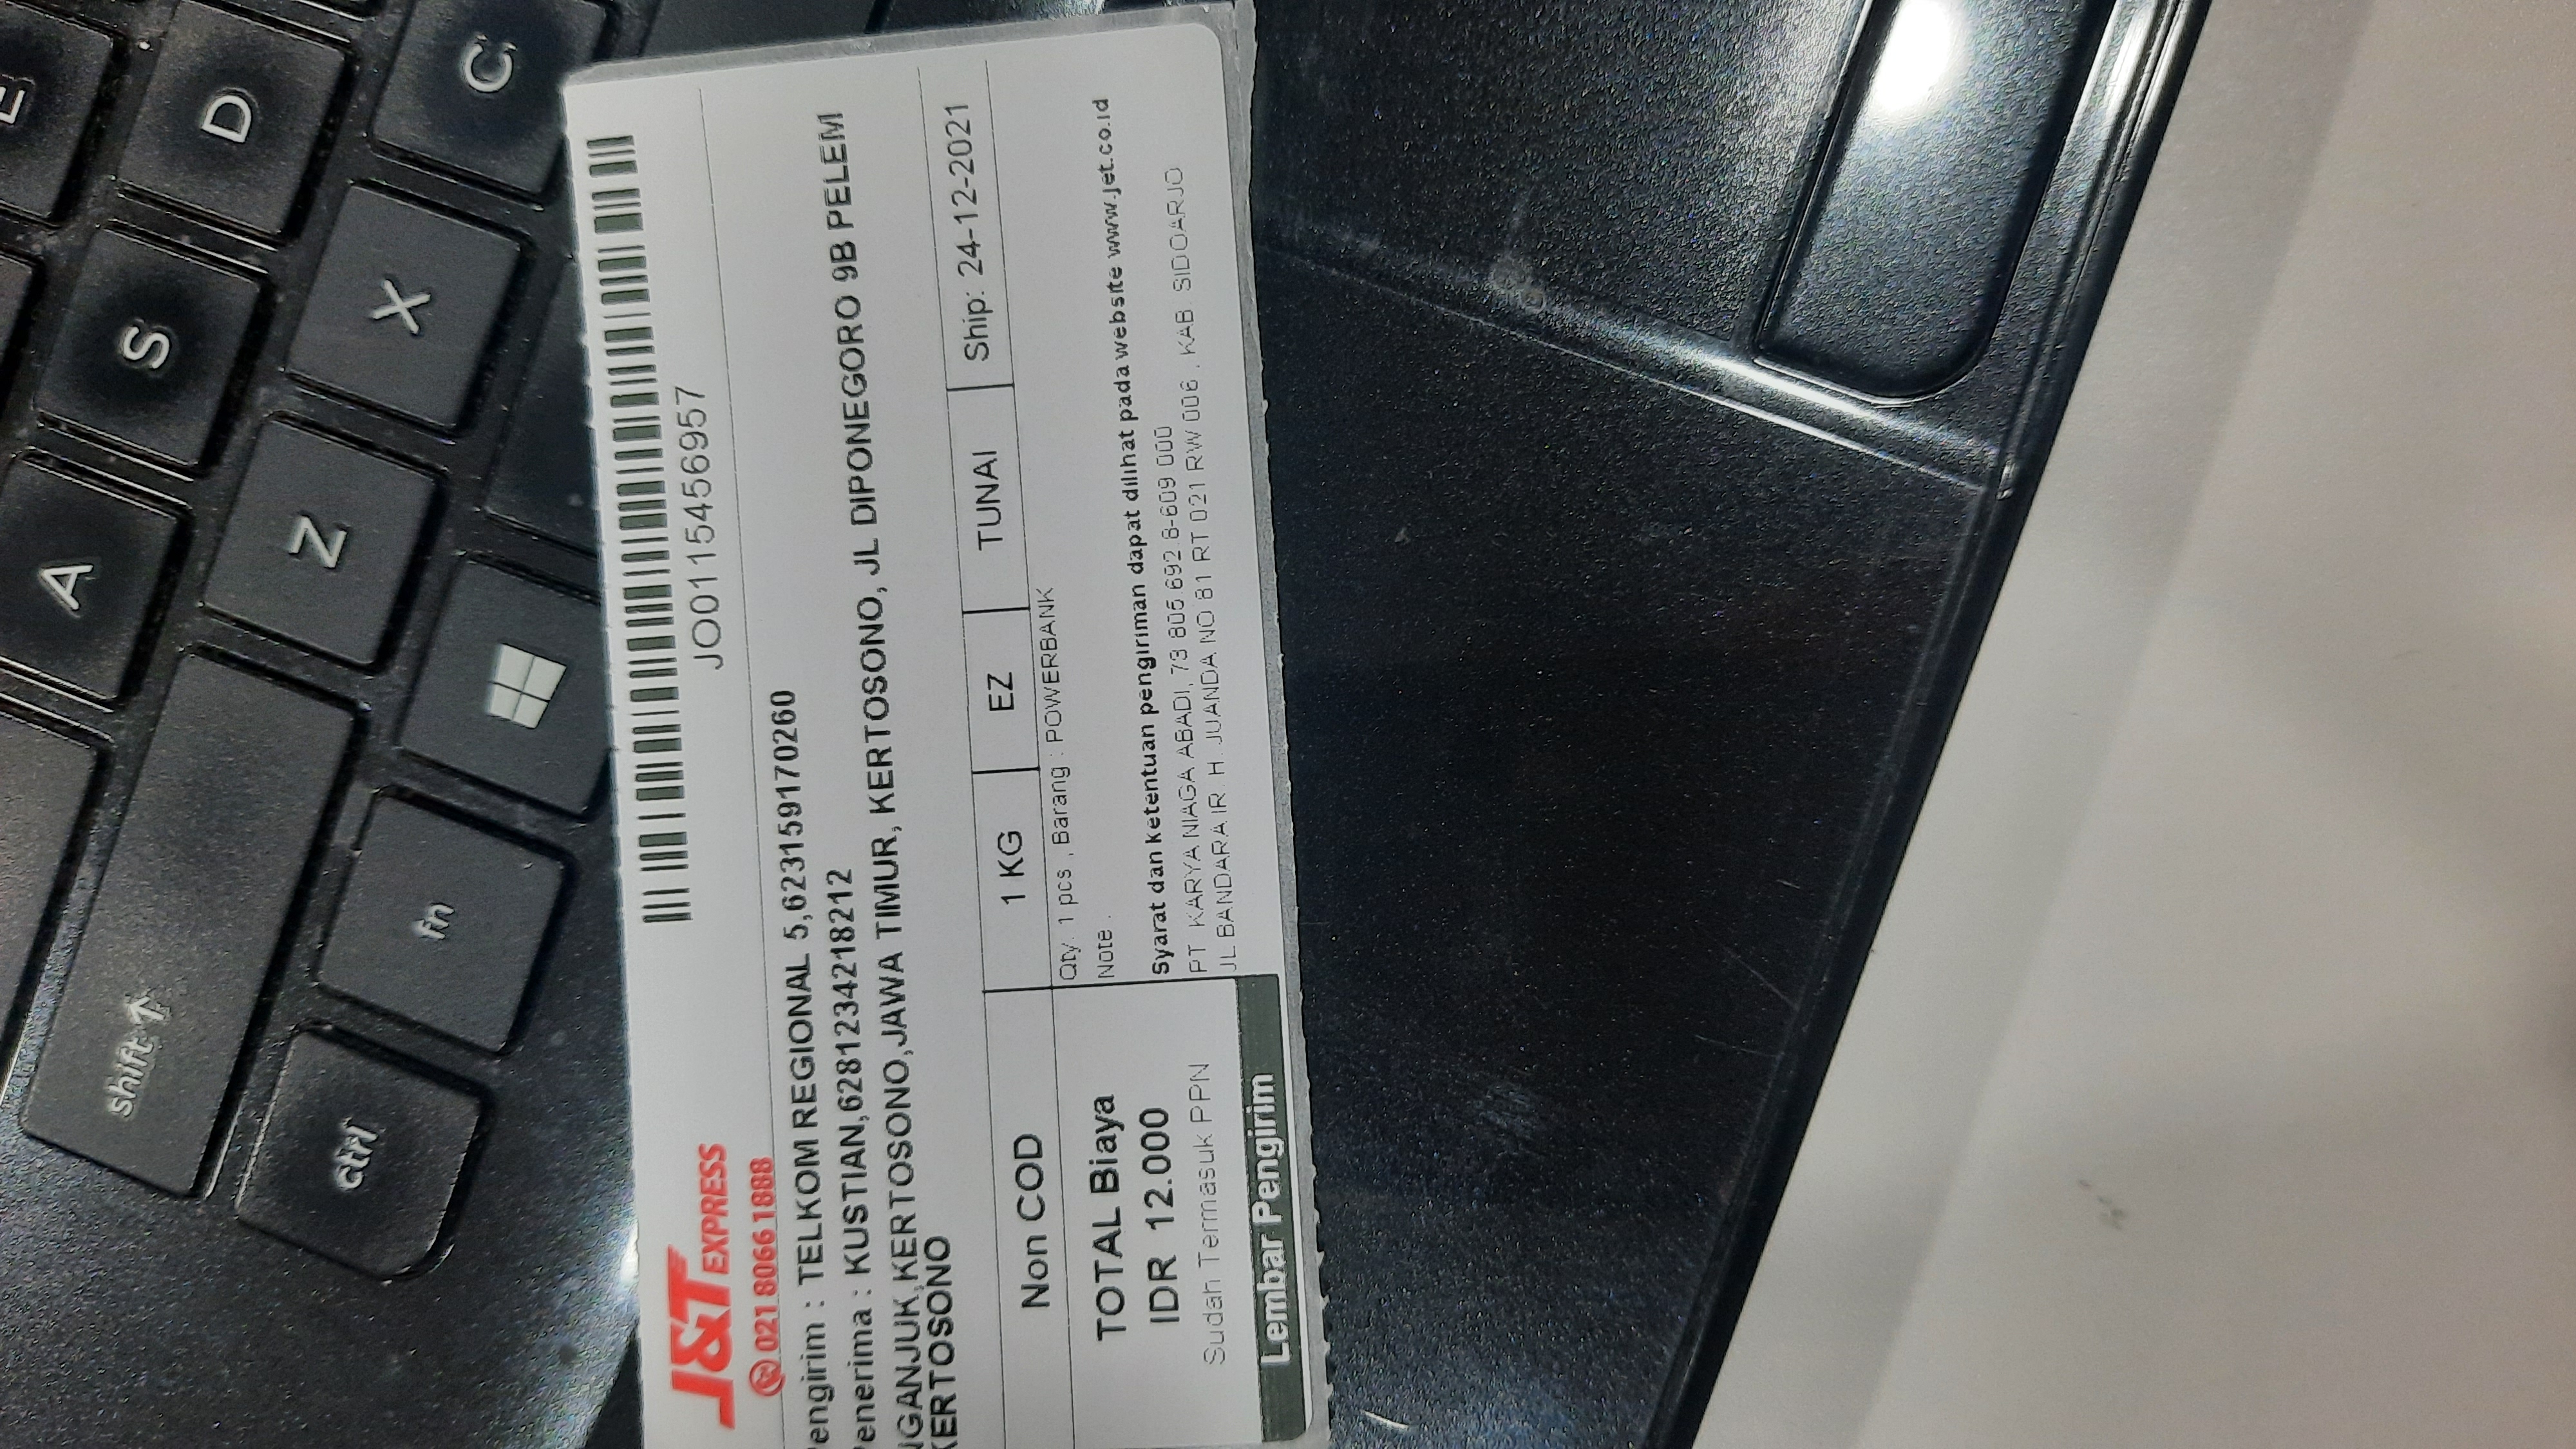 E
A
shift
S
D
Z
ctrl
X
fn
C
J&T EXPRESS
JO0115456957
021 8066 1888
Pengirim : TELKOM REGIONAL 5,623159170260
Penerima : KUSTIAN,6281234218212
NGANJUK,KERTOSONO,JAWA TIMUR, KERTOSONO, JL DIPONEGORO 9B PELEM
KERTOSONO
Non COD
1 KG
EZ
TUNAI
Ship: 24-12-2021
Qty. 1 pcs , Barang : POWERBANK
TOTAL Biaya
Note :
IDR 12.000
Syarat dan ketentuan pengiriman dapat dilihat pada website www.jet.co.id
Sudah Termasuk PPN
PT. KARYA NIAGA ABADI, 73.805.692.8-609.000
JL BANDARA IR. H. JUANDA NO 81 RT 021 RW 006 , KAB. SIDOARJO
Lembar Pengirim